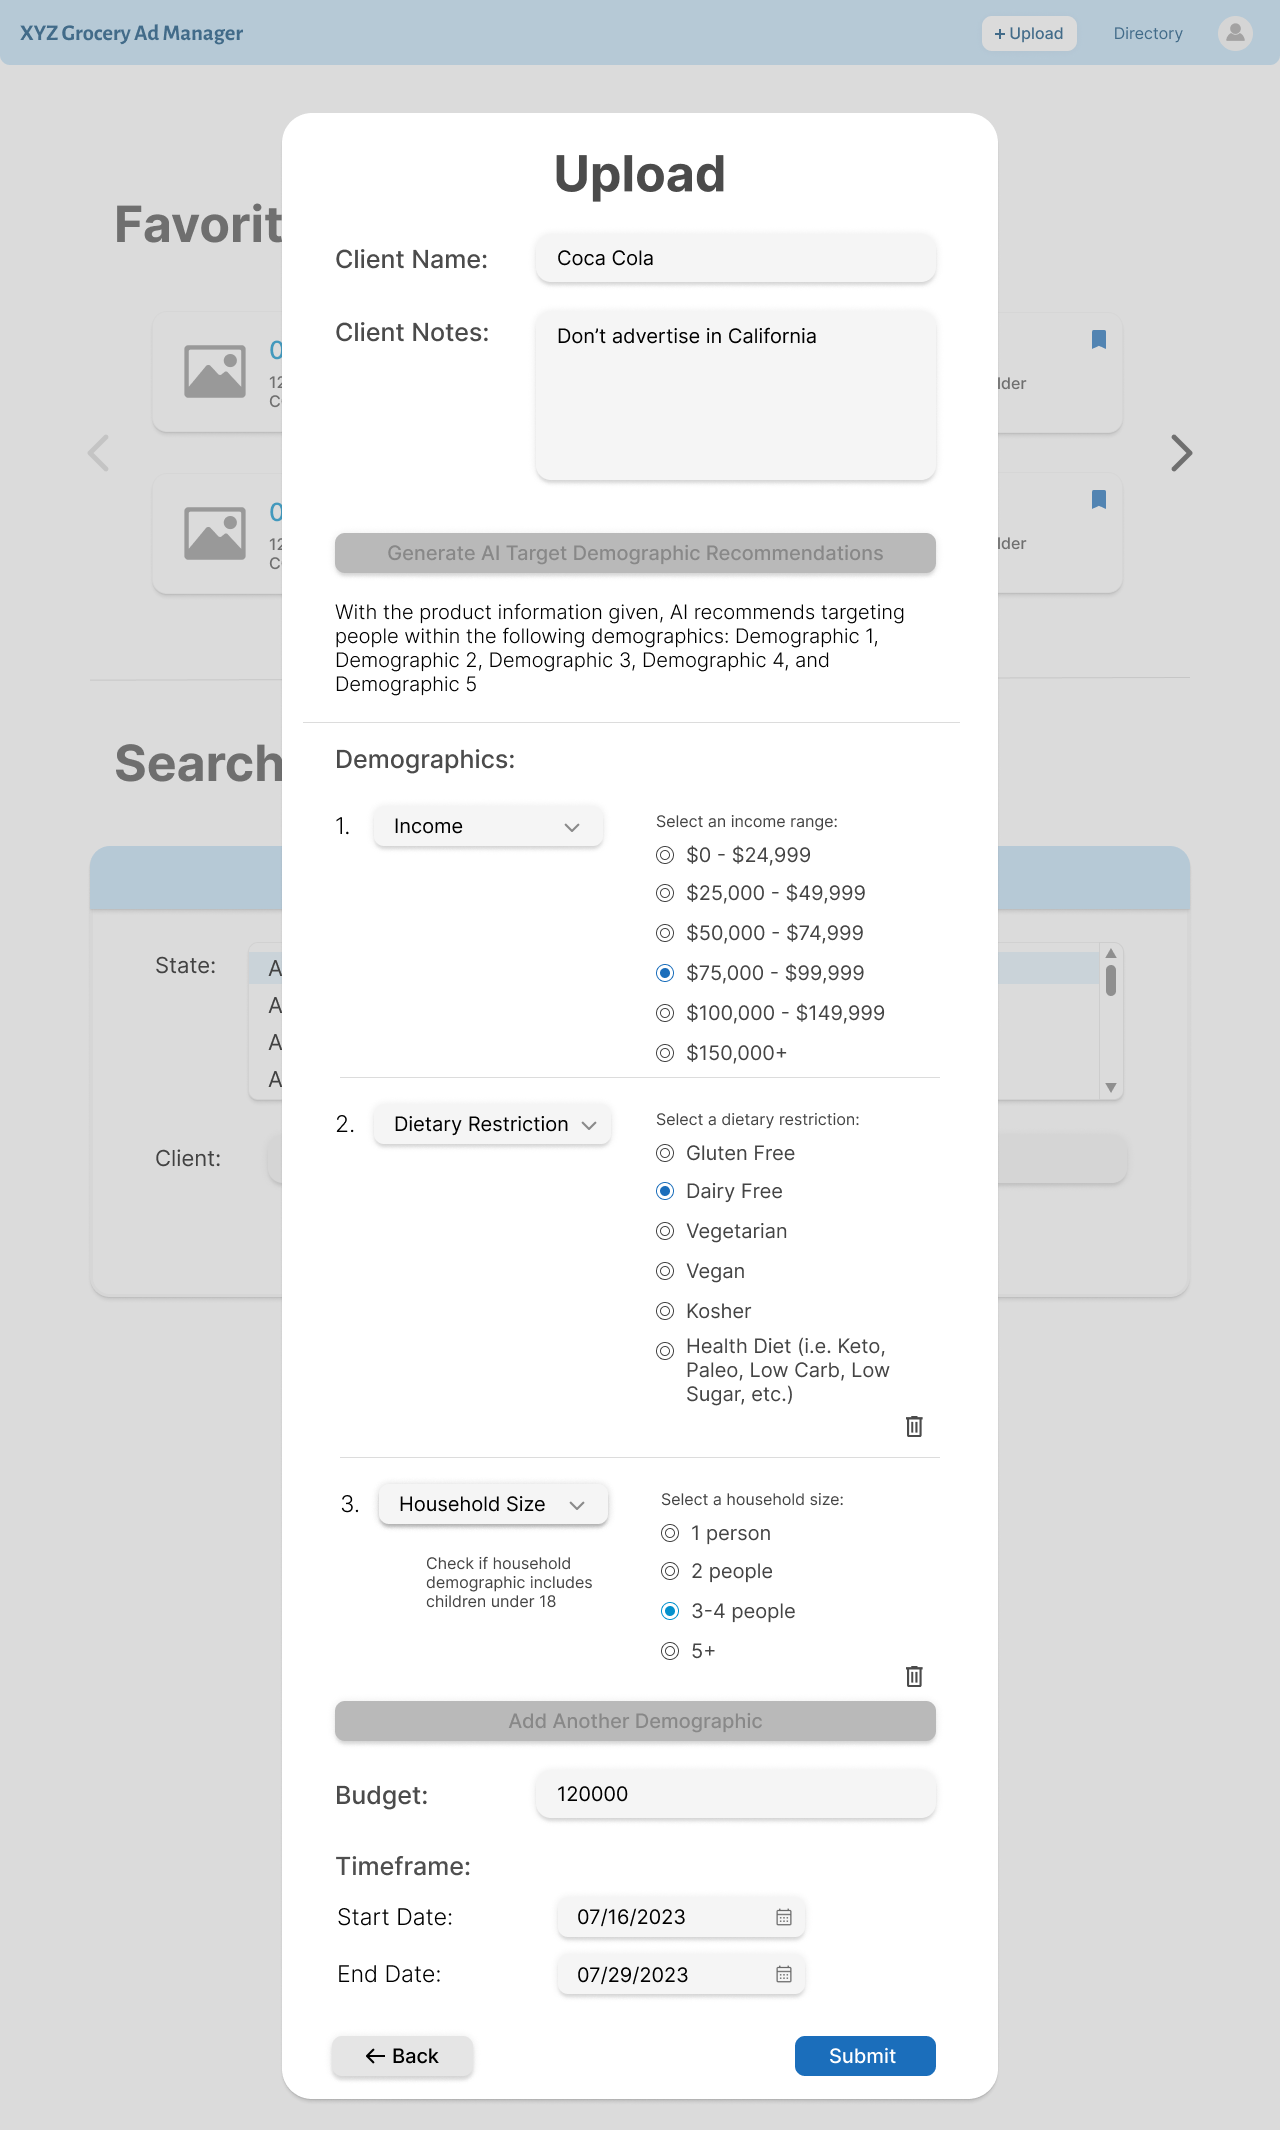 XYZ Grocery Ad Manager
+ Upload
Directory
Upload
Favorit
Client Name:
Coca Cola
Client Notes:
Don’t advertise in California
0
12
C
lder
0
12
C
lder
Generate AI Target Demographic Recommendations
With the product information given, AI recommends targeting
people within the following demographics: Demographic 1,
Demographic 2, Demographic 3, Demographic 4, and
Demographic 5
Search
Demographics:
1.
Income
Select an income range:
$0 - $24,999
$25,000 - $49,999
$50,000 - $74,999
$75,000 - $99,999
$100,000 - $149,999
$150,000+
State:
A
A
A
A
2.
Dietary Restriction
Select a dietary restriction:
Gluten Free
Dairy Free
Vegetarian
Vegan
Kosher
Health Diet (i.e. Keto,
Paleo, Low Carb, Low
Sugar, etc.)
Client:
3.
Household Size
Check if household
demographic includes
children under 18
Select a household size:
1 person
2 people
3-4 people
5+
Add Another Demographic
Budget:
120000
Timeframe:
Start Date:
07/16/2023
End Date:
07/29/2023
← Back
Submit